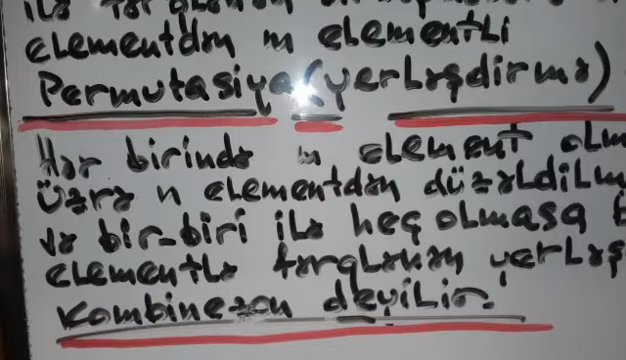 ilə
elementdən m elementli
Permutasiya (yerləşdirmə)
Hər birində m element olm
üzrə n elementdən düzəldilm
və bir-biri ilə heç olmasa b
elementlə fərqlənən yerləş
kombinezon deyilir.